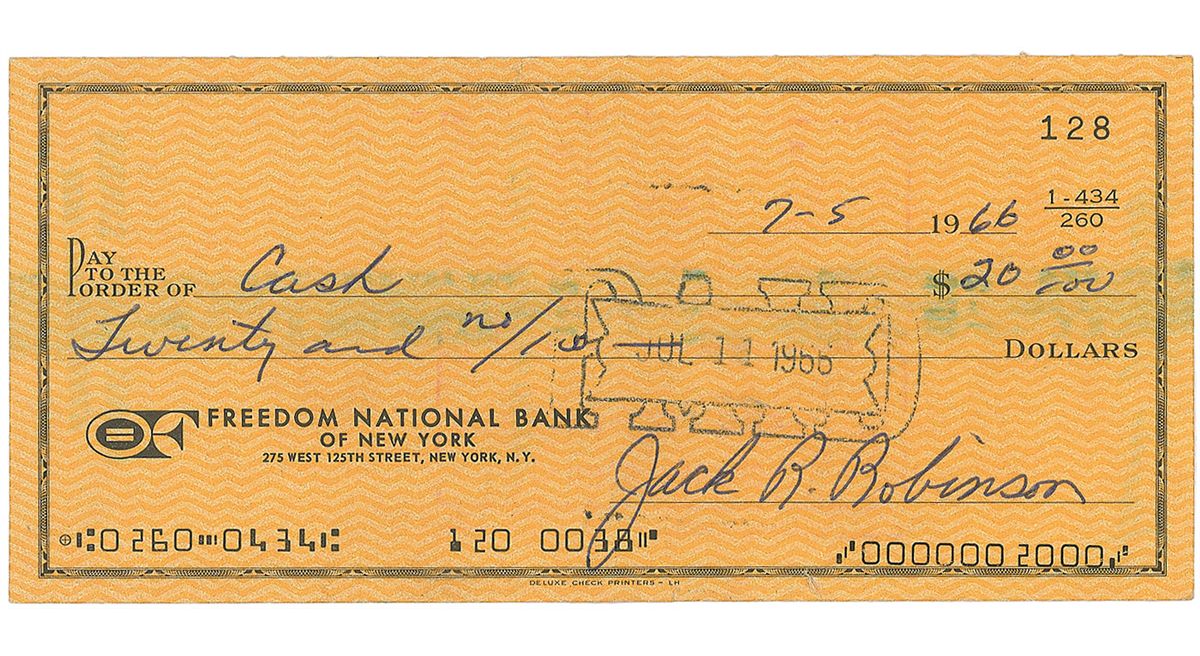 128
7-5 1966 1-434/260
PAY TO THE ORDER OF Cash $20 00/100
Twenty and no/100 DOLLARS
JUL 11 1966
FREEDOM NATIONAL BANK
OF NEW YORK
275 WEST 125TH STREET, NEW YORK, N.Y.
Jack R. Robinson
⑆0260⑉0434⑆ 120 0038⑈ ⑇0000002000⑇
DELUXE CHECK PRINTERS - LH